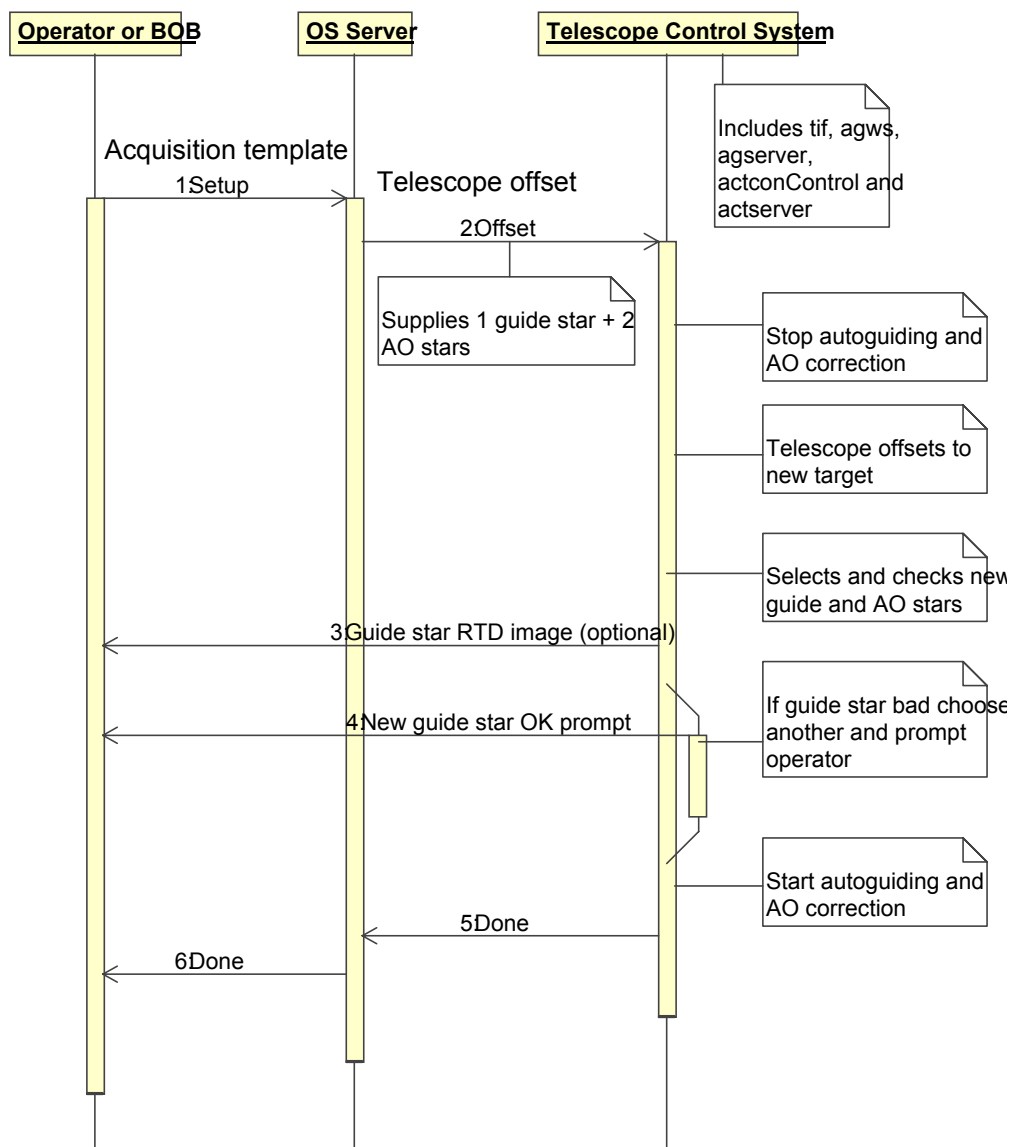 Operator or BOB
OS Server
Telescope Control System
Includes tif, agws,
agserver,
actconControl and
actserver
Acquisition template
1:Setup
Telescope offset
2:Offset
Supplies 1 guide star + 2
AO stars
Stop autoguiding and
AO correction
Telescope offsets to
new target
Selects and checks new
guide and AO stars
3:Guide star RTD image (optional)
If guide star bad choose
another and prompt
operator
4:New guide star OK prompt
Start autoguiding and
AO correction
5:Done
6:Done